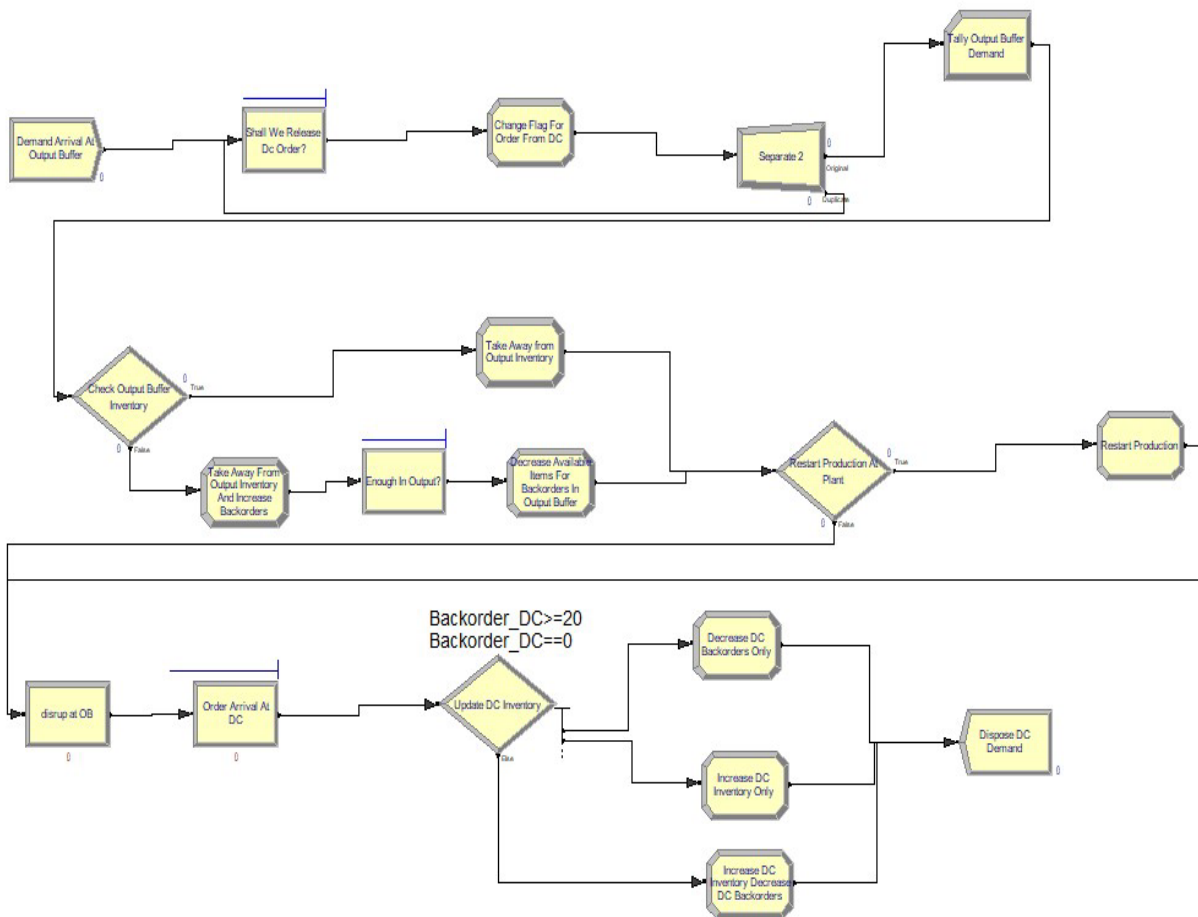 Tally Output Buffer
Demand
Demand Arrival At
Output Buffer
0
Shall We Release
Dc Order?
Change Flag For
Order From DC
Separate 2
0
Original
0
Duplicate
Check Output Buffer
Inventory
0
True
0
False
Take Away from
Output Inventory
Take Away From
Output Inventory
And Increase
Backorders
Enough In Output?
Decrease Available
Items For
Backorders In
Output Buffer
Restart Production At
Plant
0
True
0
False
Restart Production
Backorder_DC>=20
Backorder_DC==0
disrup at OB
0
Order Arrival At
DC
0
Update DC Inventory
Else
Decrease DC
Backorders Only
Increase DC
Inventory Only
Increase DC
Inventory Decrease
DC Backorders
Dispose DC
Demand
0